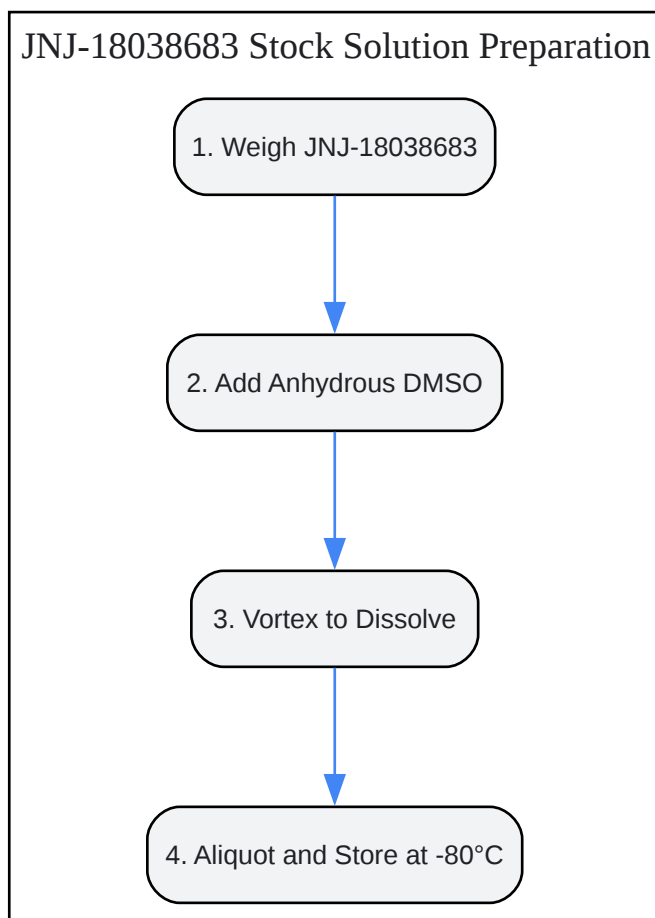 JNJ-18038683 Stock Solution Preparation
1. Weigh JNJ-18038683
2. Add Anhydrous DMSO
3. Vortex to Dissolve
4. Aliquot and Store at -80°C